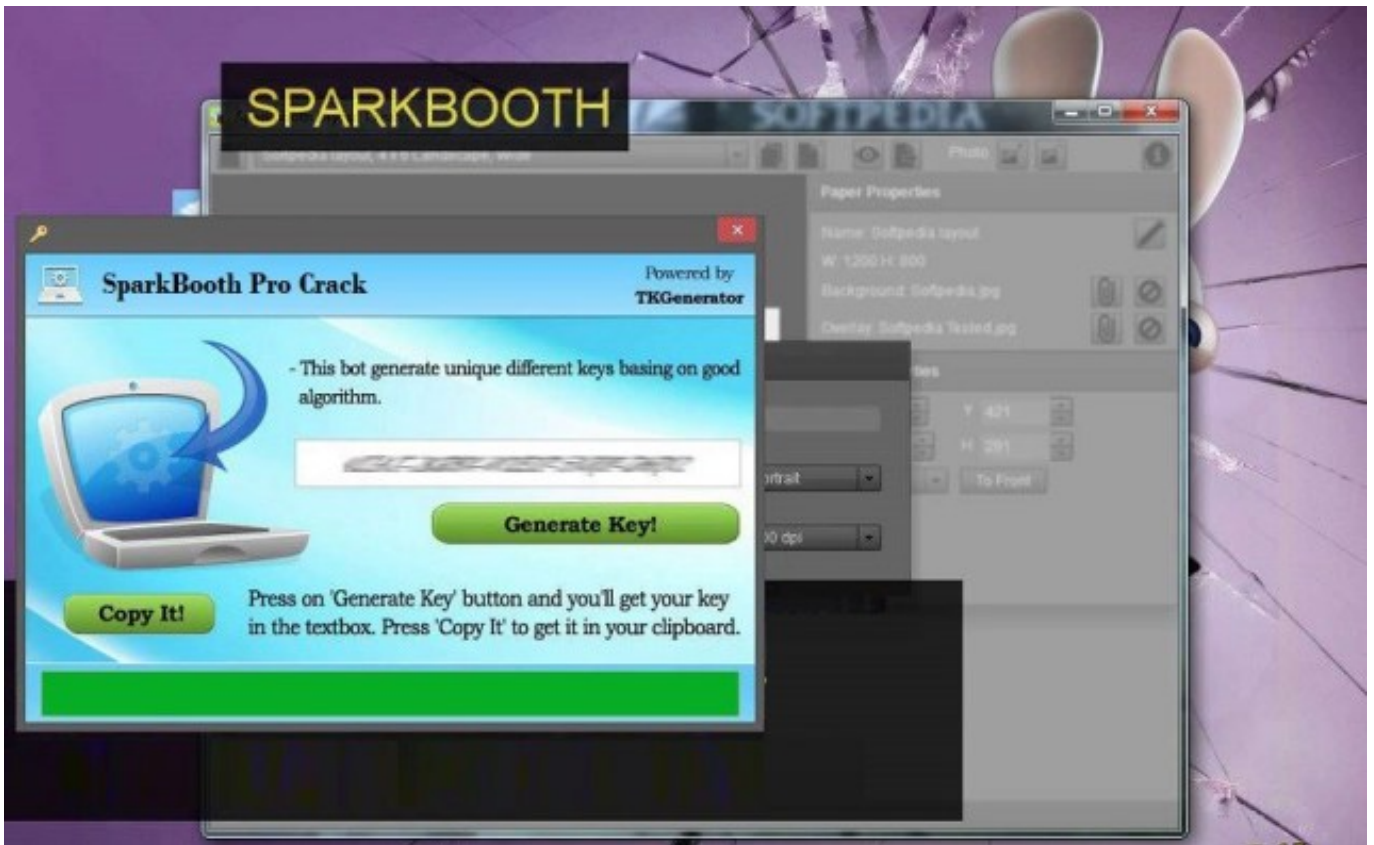 SPARKBOOTH
SOFTPEDIA
Softpedia layout, 4 x 6 Landscape, Wide
Photo
Paper Properties
Name: Softpedia layout
W: 1200 H: 800
Background: Softpedia.jpg
Overlay: Softpedia Tested.jpg
Y 421
H 291
To Front
SparkBooth Pro Crack
Powered by
TKGenerator
- This bot generate unique different keys basing on good
algorithm.
Generate Key!
Copy It!
Press on 'Generate Key' button and you'll get your key
in the textbox. Press 'Copy It' to get it in your clipboard.